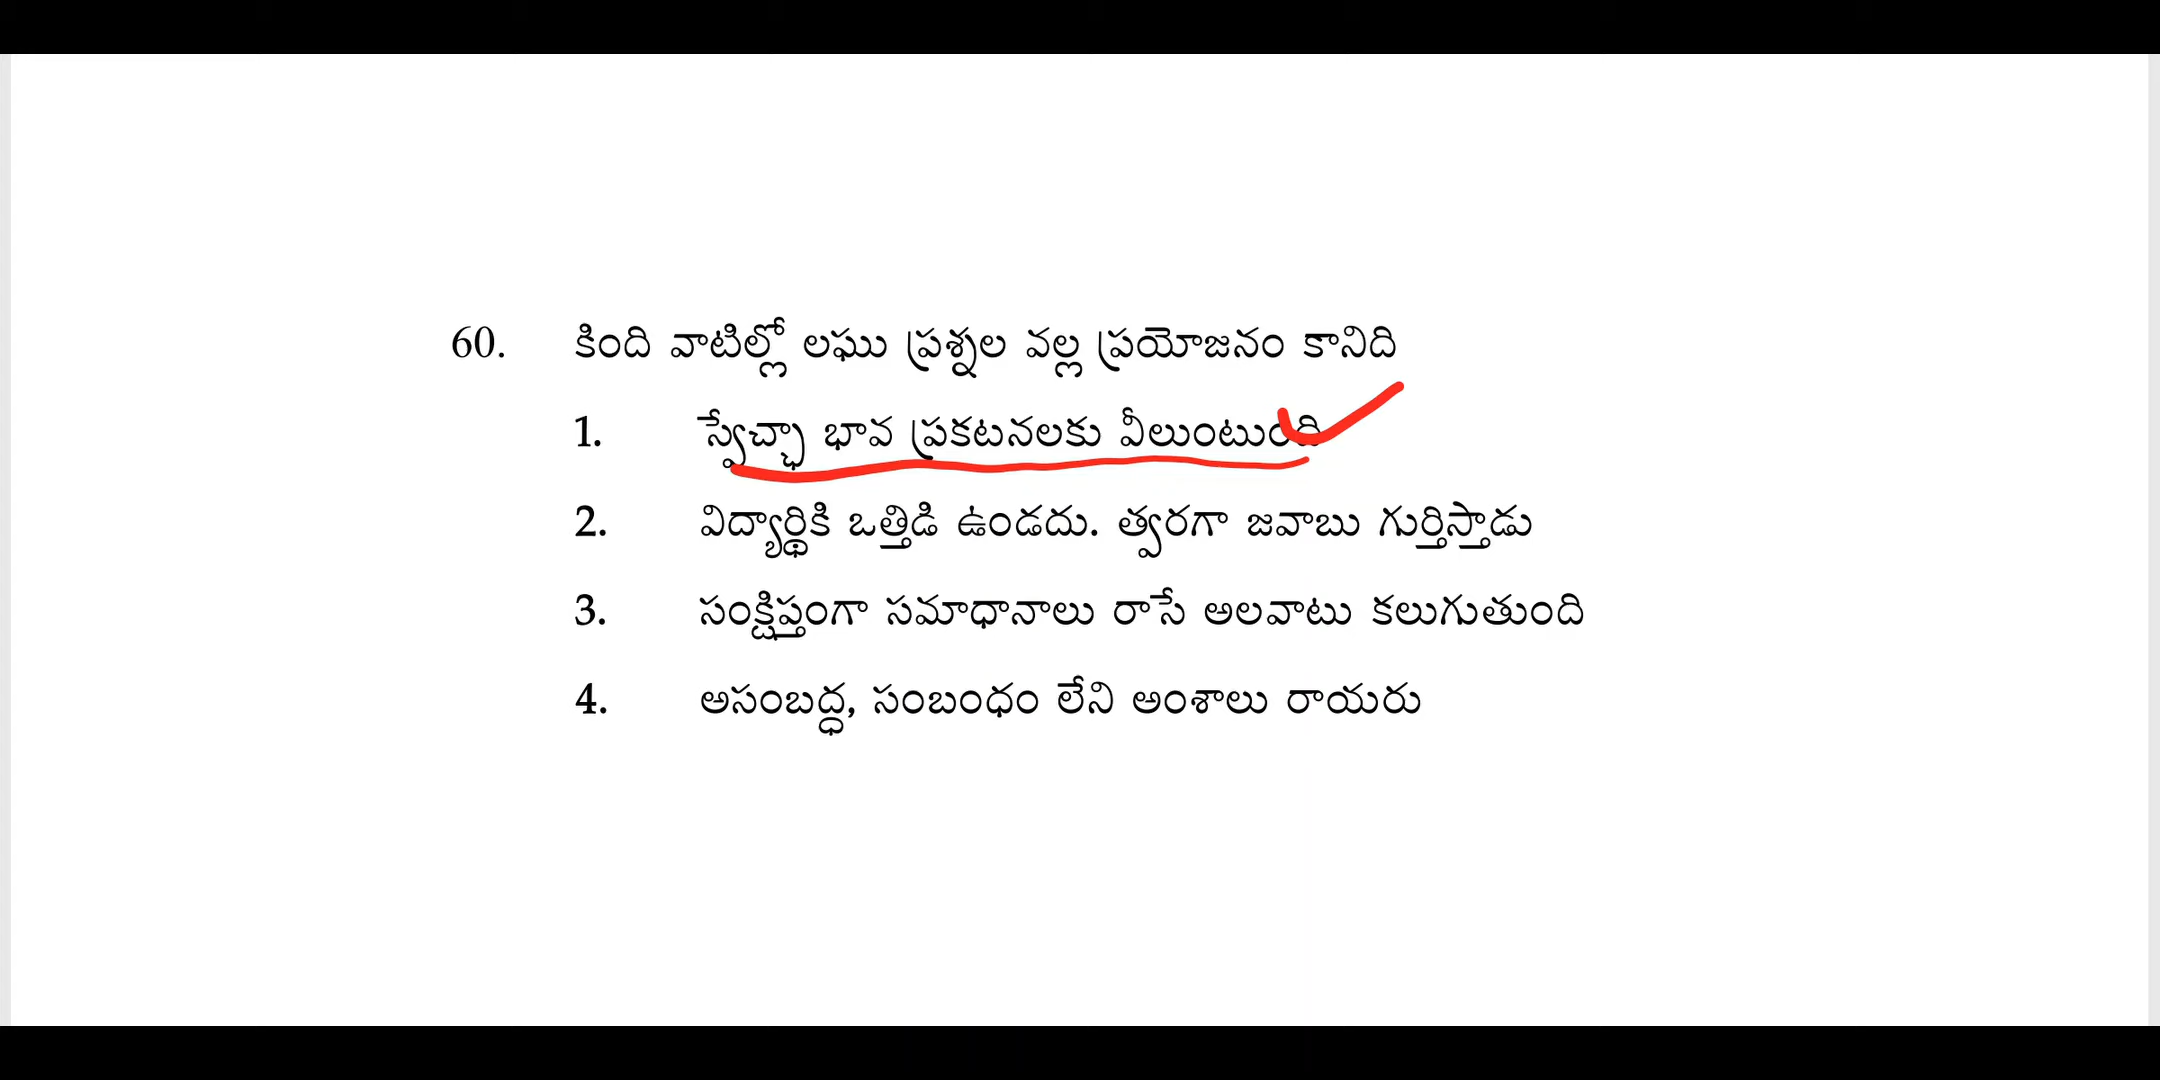 60. కింది వాటిల్లో లఘు ప్రశ్నల వల్ల ప్రయోజనం కానిది
1. స్వేచ్ఛా భావ ప్రకటనలకు వీలుంటుంది
2. విద్యార్థికి ఒత్తిడి ఉండదు. త్వరగా జవాబు గుర్తిస్తాడు
3. సంక్షిప్తంగా సమాధానాలు రాసే అలవాటు కలుగుతుంది
4. అసంబద్ధ, సంబంధం లేని అంశాలు రాయరు